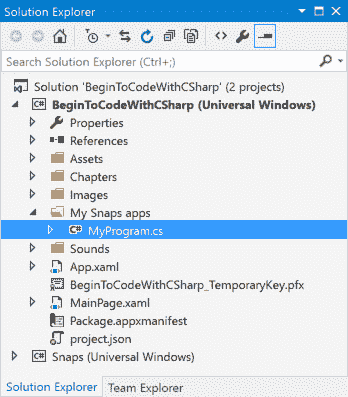 Solution Explorer
Search Solution Explorer (Ctrl+;)
Solution 'BeginToCodeWithCSharp' (2 projects)
C# BeginToCodeWithCSharp (Universal Windows)
Properties
References
Assets
Chapters
Images
My Snaps apps
C# MyProgram.cs
Sounds
App.xaml
BeginToCodeWithCSharp_TemporaryKey.pfx
MainPage.xaml
Package.appxmanifest
project.json
C# Snaps (Universal Windows)
Solution Explorer Team Explorer